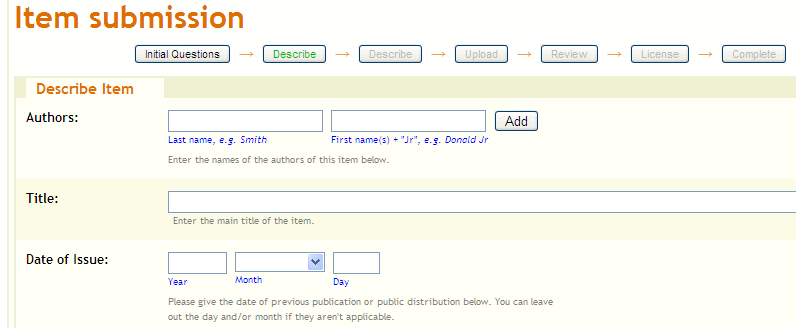 Item submission
Initial Questions → Describe → Describe → Upload → Review → License → Complete
Describe Item
Authors:
Add
Last name, e.g. Smith First name(s) + "Jr", e.g. Donald Jr
Enter the names of the authors of this item below.
Title:
Enter the main title of the item.
Date of Issue:
Year Month Day
Please give the date of previous publication or public distribution below. You can leave
out the day and/or month if they aren't applicable.